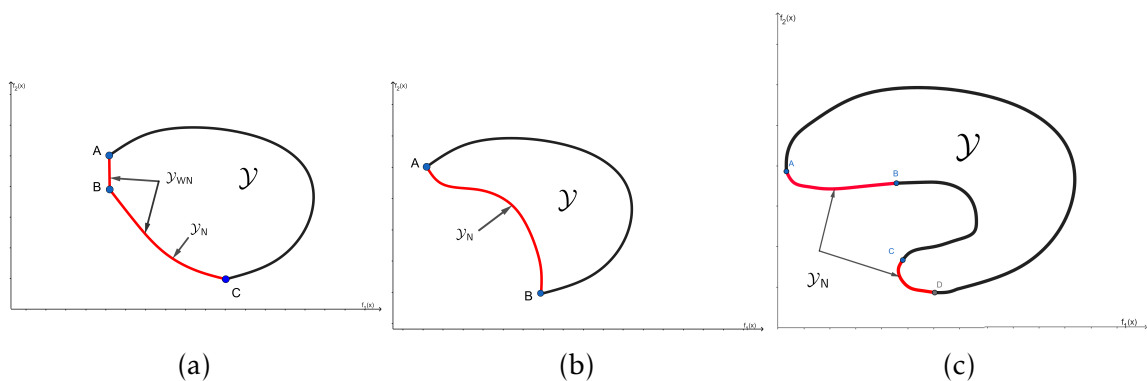 f₂(x)
A
B
𝒴
𝒴WN
𝒴N
C
f₁(x)
(a)
f₂(x)
A
𝒴
𝒴N
B
f₁(x)
(b)
f₂(x)
𝒴
A
B
C
D
𝒴N
f₁(x)
(c)